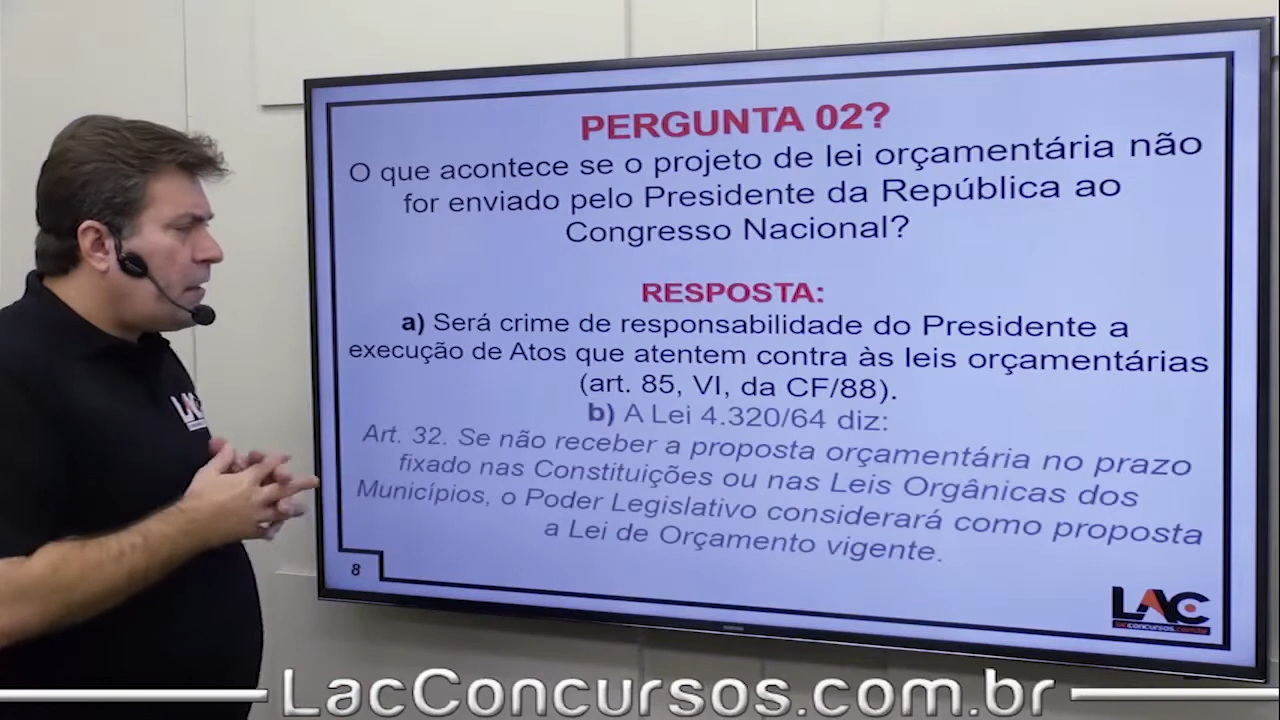 PERGUNTA 02?
O que acontece se o projeto de lei orçamentária não
for enviado pelo Presidente da República ao
Congresso Nacional?
RESPOSTA:
a) Será crime de responsabilidade do Presidente a
execução de Atos que atentem contra às leis orçamentárias
(art. 85, VI, da CF/88).
b) A Lei 4.320/64 diz:
Art. 32. Se não receber a proposta orçamentária no prazo
fixado nas Constituições ou nas Leis Orgânicas dos
Municípios, o Poder Legislativo considerará como proposta
a Lei de Orçamento vigente.
8
LAC
lacconcursos.com.br
LAC
LacConcursos.com.br